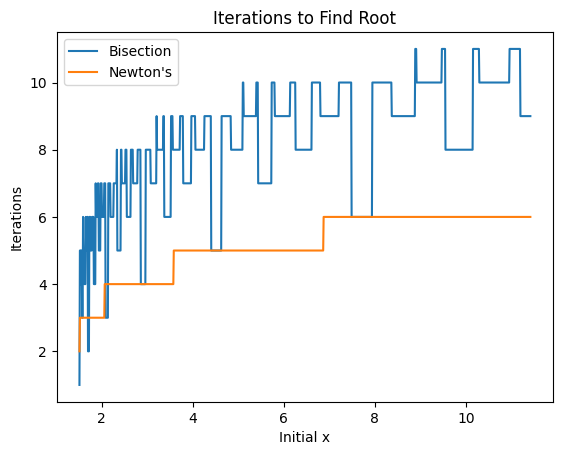 Iterations to Find Root
Bisection
Newton's
10
8
6
4
2
Iterations
2 4 6 8 10
Initial x